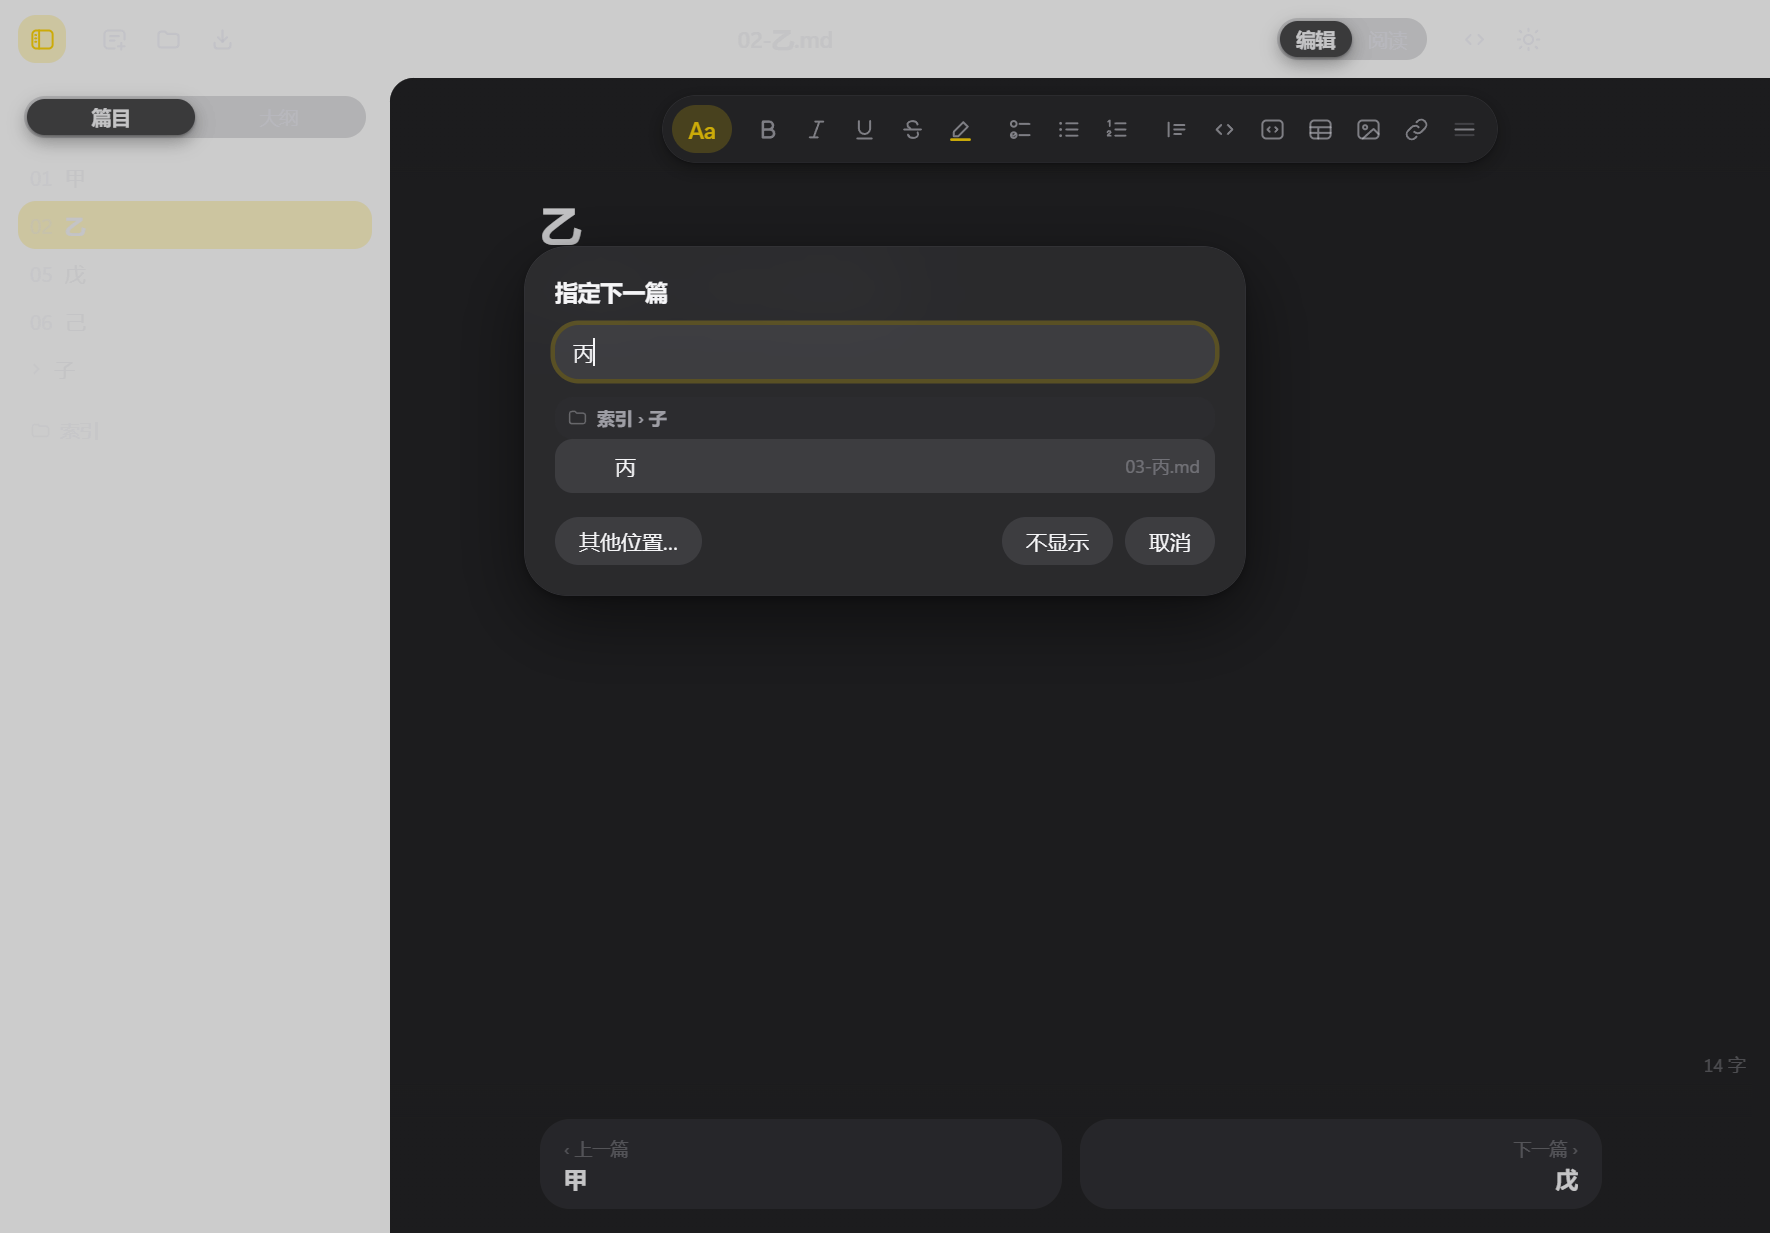 02-乙.md
编辑
阅读
篇目
大纲
01 甲
02 乙
05 戊
06 己
› 子
索引
Aa
乙
指定下一篇
丙
索引 › 子
丙
03-丙.md
其他位置...
不显示
取消
14 字
‹ 上一篇
甲
下一篇 ›
戊